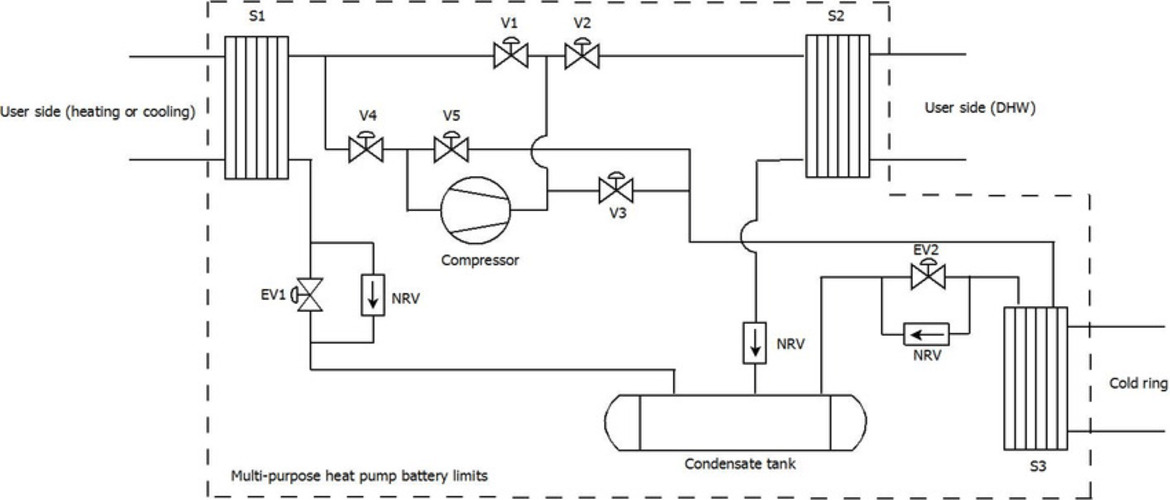 S1
V1
V2
S2
User side (heating or cooling)
User side (DHW)
V4
V5
V3
Compressor
EV2
EV1
NRV
NRV
NRV
Cold ring
Condensate tank
S3
Multi-purpose heat pump battery limits